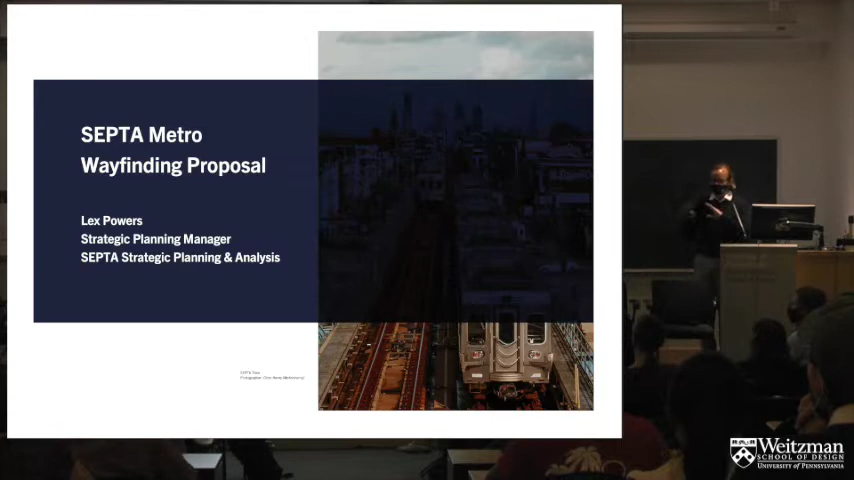 SEPTA Metro
Wayfinding Proposal
Lex Powers
Strategic Planning Manager
SEPTA Strategic Planning & Analysis
Weitzman
SCHOOL OF DESIGN
UNIVERSITY OF PENNSYLVANIA